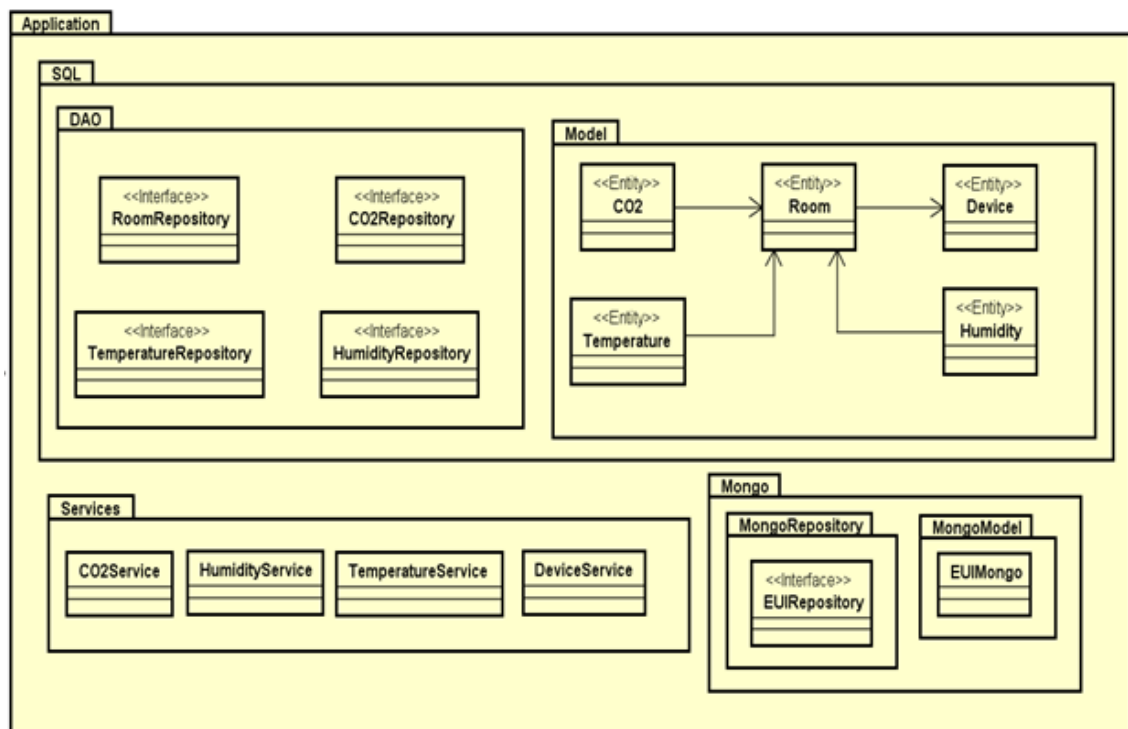 Application
SQL
DAO
<<Interface>>
RoomRepository
<<Interface>>
CO2Repository
<<Interface>>
TemperatureRepository
<<Interface>>
HumidityRepository
Model
<<Entity>>
CO2
<<Entity>>
Room
<<Entity>>
Device
<<Entity>>
Temperature
<<Entity>>
Humidity
Services
CO2Service
HumidityService
TemperatureService
DeviceService
Mongo
MongoRepository
<<Interface>>
EUIRepository
MongoModel
EUIMongo